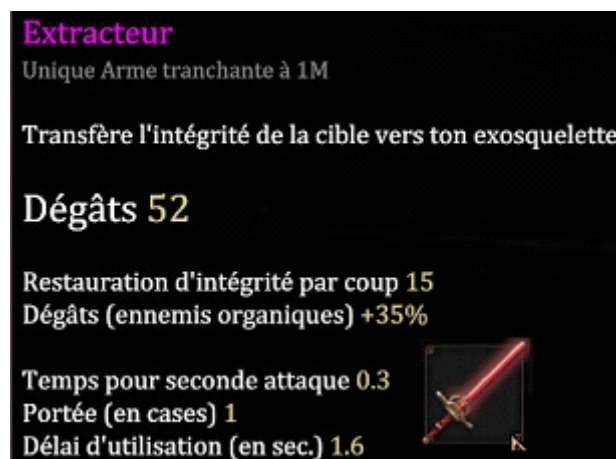 Extracteur
Unique Arme tranchante à 1M
Transfère l'intégrité de la cible vers ton exosquelette
Dégâts 52
Restauration d'intégrité par coup 15
Dégâts (ennemis organiques) +35%
Temps pour seconde attaque 0.3
Portée (en cases) 1
Délai d'utilisation (en sec.) 1.6